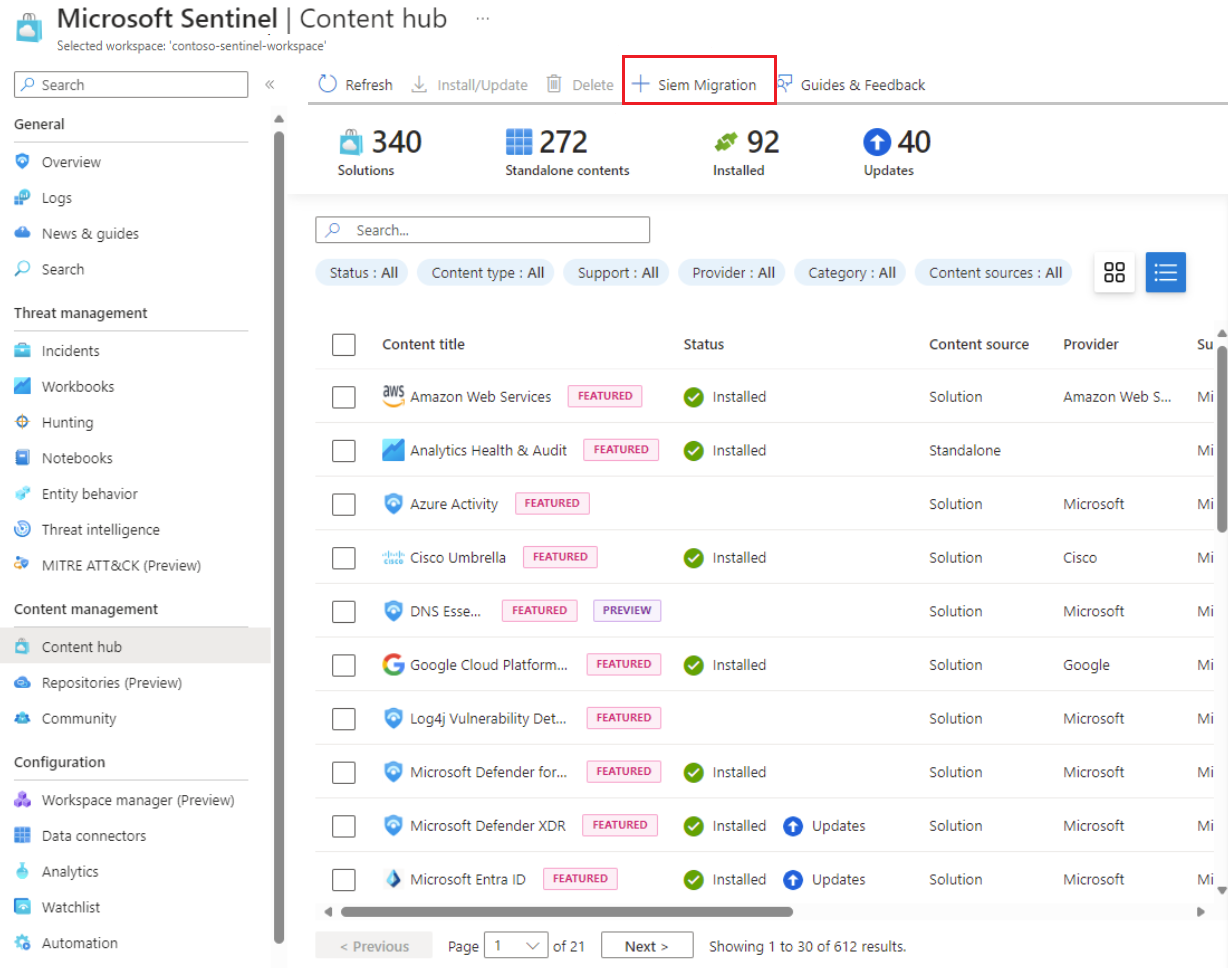 Microsoft Sentinel | Content hub ...
Selected workspace: 'contoso-sentinel-workspace'
Search «
General
Overview
Logs
News & guides
Search
Threat management
Incidents
Workbooks
Hunting
Notebooks
Entity behavior
Threat intelligence
MITRE ATT&CK (Preview)
Content management
Content hub
Repositories (Preview)
Community
Configuration
Workspace manager (Preview)
Data connectors
Analytics
Watchlist
Automation
Refresh Install/Update Delete Siem Migration Guides & Feedback
340 272 92 40
Solutions Standalone contents Installed Updates
Search...
Status : All Content type : All Support : All Provider : All Category : All Content sources : All
Content title Status Content source Provider Su
aws Amazon Web Services FEATURED Installed Solution Amazon Web S... Mi
Analytics Health & Audit FEATURED Installed Standalone Mi
Azure Activity FEATURED Solution Microsoft Mi
cisco Cisco Umbrella FEATURED Installed Solution Cisco Mi
DNS Esse... FEATURED PREVIEW Solution Microsoft Mi
Google Cloud Platform... FEATURED Installed Solution Google Mi
Log4j Vulnerability Det... FEATURED Solution Microsoft Mi
Microsoft Defender for... FEATURED Installed Solution Microsoft Mi
Microsoft Defender XDR FEATURED Installed Updates Solution Microsoft Mi
Microsoft Entra ID FEATURED Installed Updates Solution Microsoft Mi
< Previous Page 1 of 21 Next > Showing 1 to 30 of 612 results.